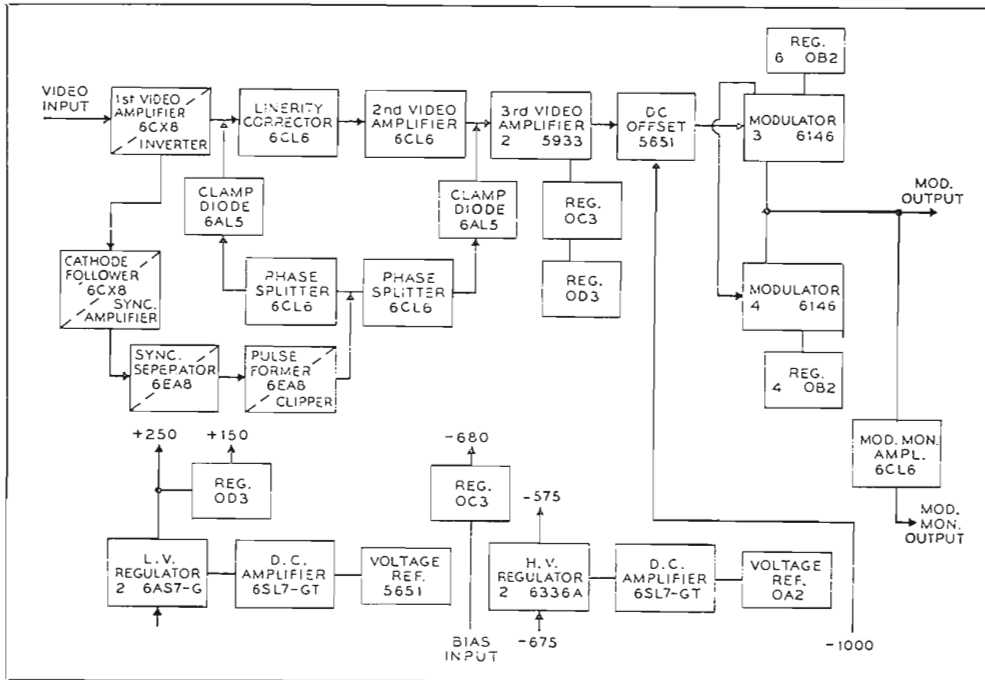 VIDEO
INPUT
1st VIDEO
AMPLIFIER
6CX8
INVERTER
LINERITY
CORRECTOR
6CL6
2nd VIDEO
AMPLIFIER
6CL6
3rd VIDEO
AMPLIFIER
2 5933
DC
OFFSET
5651
REG.
6 OB2
MODULATOR
3 6146
MOD.
OUTPUT
CLAMP
DIODE
6AL5
CLAMP
DIODE
6AL5
REG.
OC3
REG.
OD3
CATHODE
FOLLOWER
6CX8
SYNC.
AMPLIFIER
PHASE
SPLITTER
6CL6
PHASE
SPLITTER
6CL6
MODULATOR
4 6146
REG.
4 OB2
SYNC.
SEPERATOR
6EA8
PULSE
FORMER
6EA8
CLIPPER
MOD. MON.
AMPL.
6CL6
MOD.
MON.
OUTPUT
+250
+150
REG.
OD3
-680
REG.
OC3
-575
L.V.
REGULATOR
2 6AS7-G
D.C.
AMPLIFIER
6SL7-GT
VOLTAGE
REF.
5651
H.V.
REGULATOR
2 6336A
D.C.
AMPLIFIER
6SL7-GT
VOLTAGE
REF.
OA2
BIAS
INPUT
-675
-1000